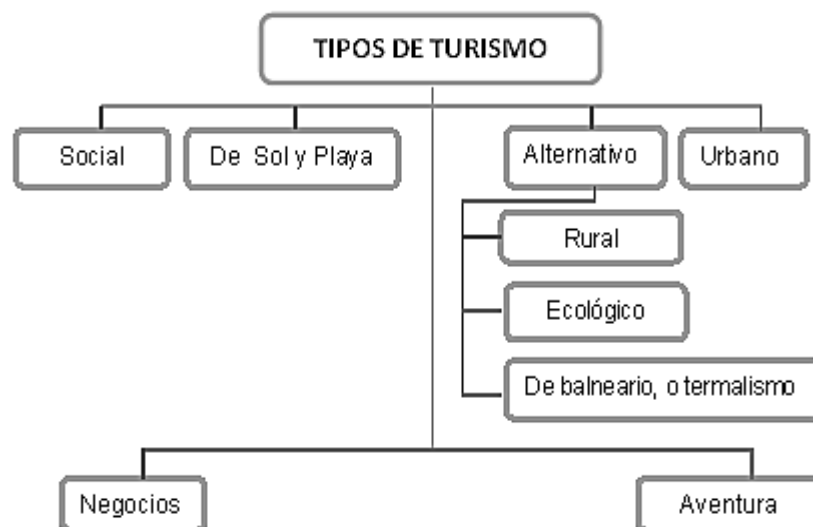 TIPOS DE TURISMO
Social
De Sol y Playa
Alternativo
Urbano
Rural
Ecológico
De balneario, o termalismo
Negocios
Aventura